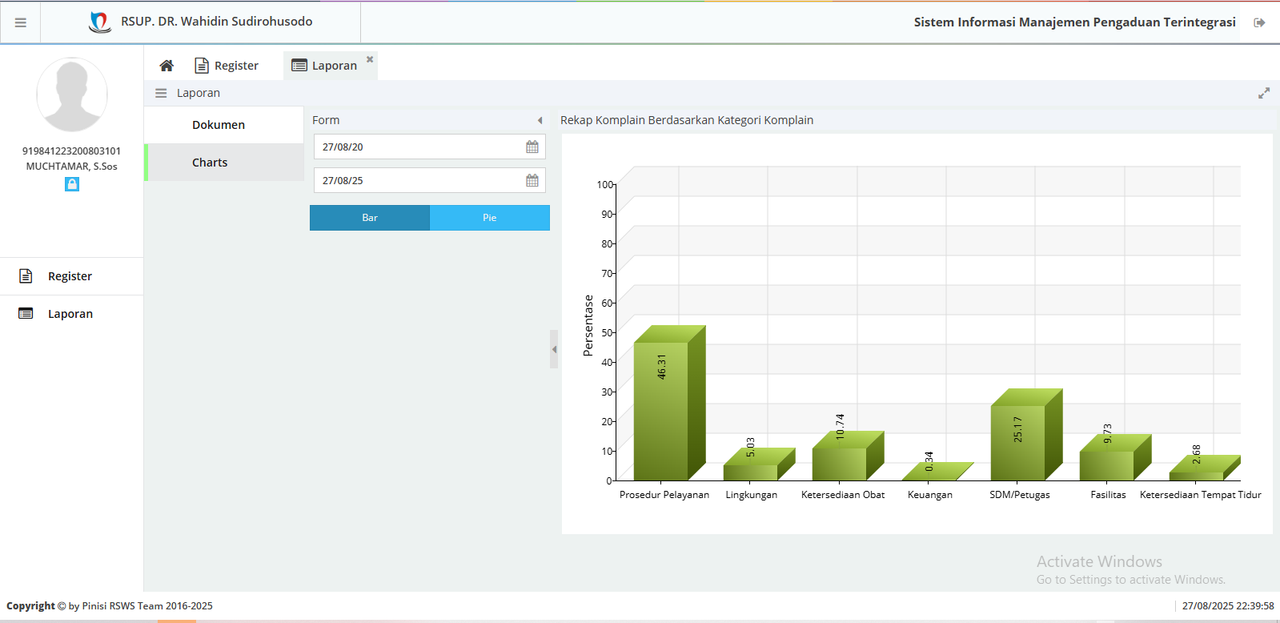 RSUP. DR. Wahidin Sudirohusodo
Sistem Informasi Manajemen Pengaduan Terintegrasi
919841223200803101
MUCHTAMAR, S.Sos
Register
Laporan
Register
Laporan
Laporan
Dokumen
Charts
Form
27/08/20
27/08/25
Bar
Pie
Rekap Komplain Berdasarkan Kategori Komplain
Persentase
100
90
80
70
60
50
40
30
20
10
0
46.31
5.03
10.74
0.34
25.17
9.73
2.68
Prosedur Pelayanan
Lingkungan
Ketersediaan Obat
Keuangan
SDM/Petugas
Fasilitas
Ketersediaan Tempat Tidur
Activate Windows
Go to Settings to activate Windows.
Copyright © by Pinisi RSWS Team 2016-2025
27/08/2025 22:39:58